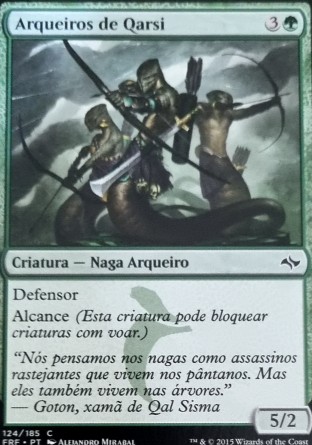 Arqueiros de Qarsi 3
Criatura — Naga Arqueiro
Defensor
Alcance (Esta criatura pode bloquear
criaturas com voar.)
"Nós pensamos nos nagas como assassinos
rastejantes que vivem nos pântanos. Mas
eles também vivem nas árvores."
— Goton, xamã de Qal Sisma
5/2
124/185 C
FRF • PT Alejandro Mirabal
™ & © 2015 Wizards of the Coast